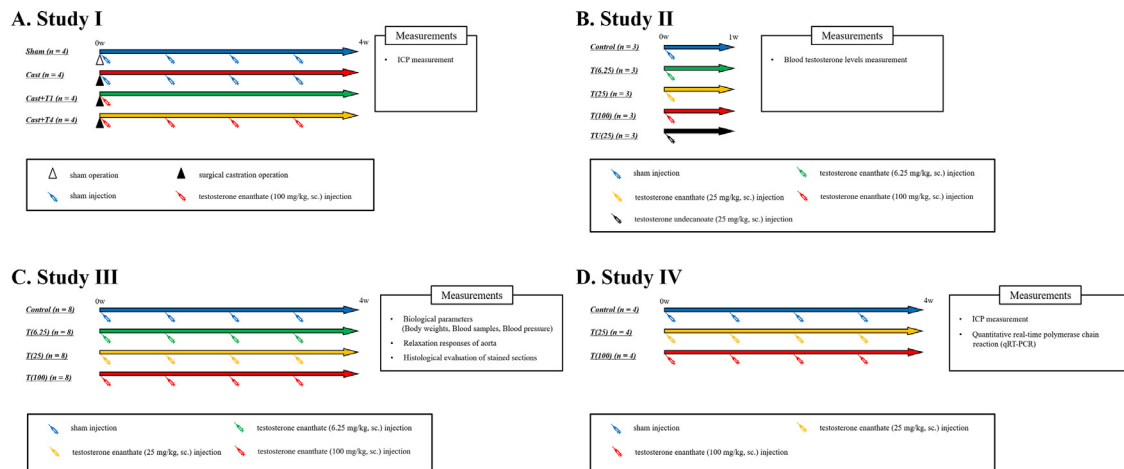 A. Study I
0w
4w
Sham (n = 4)
Cast (n = 4)
Cast+T1 (n = 4)
Cast+T4 (n = 4)
Measurements
• ICP measurement
sham operation
surgical castration operation
sham injection
testosterone enanthate (100 mg/kg, sc.) injection
B. Study II
0w
1w
Control (n = 3)
T(6.25) (n = 3)
T(25) (n = 3)
T(100) (n = 3)
TU(25) (n = 3)
Measurements
• Blood testosterone levels measurement
sham injection
testosterone enanthate (6.25 mg/kg, sc.) injection
testosterone enanthate (25 mg/kg, sc.) injection
testosterone enanthate (100 mg/kg, sc.) injection
testosterone undecanoate (25 mg/kg, sc.) injection
C. Study III
0w
4w
Control (n = 8)
T(6.25) (n = 8)
T(25) (n = 8)
T(100) (n = 8)
Measurements
• Biological parameters
(Body weights, Blood samples, Blood pressure)
• Relaxation responses of aorta
• Histological evaluation of stained sections
sham injection
testosterone enanthate (6.25 mg/kg, sc.) injection
testosterone enanthate (25 mg/kg, sc.) injection
testosterone enanthate (100 mg/kg, sc.) injection
D. Study IV
0w
4w
Control (n = 4)
T(25) (n = 4)
T(100) (n = 4)
Measurements
• ICP measurement
• Quantitative real-time polymerse chain
reaction (qRT-PCR)
sham injection
testosterone enanthate (25 mg/kg, sc.) injection
testosterone enanthate (100 mg/kg, sc.) injection